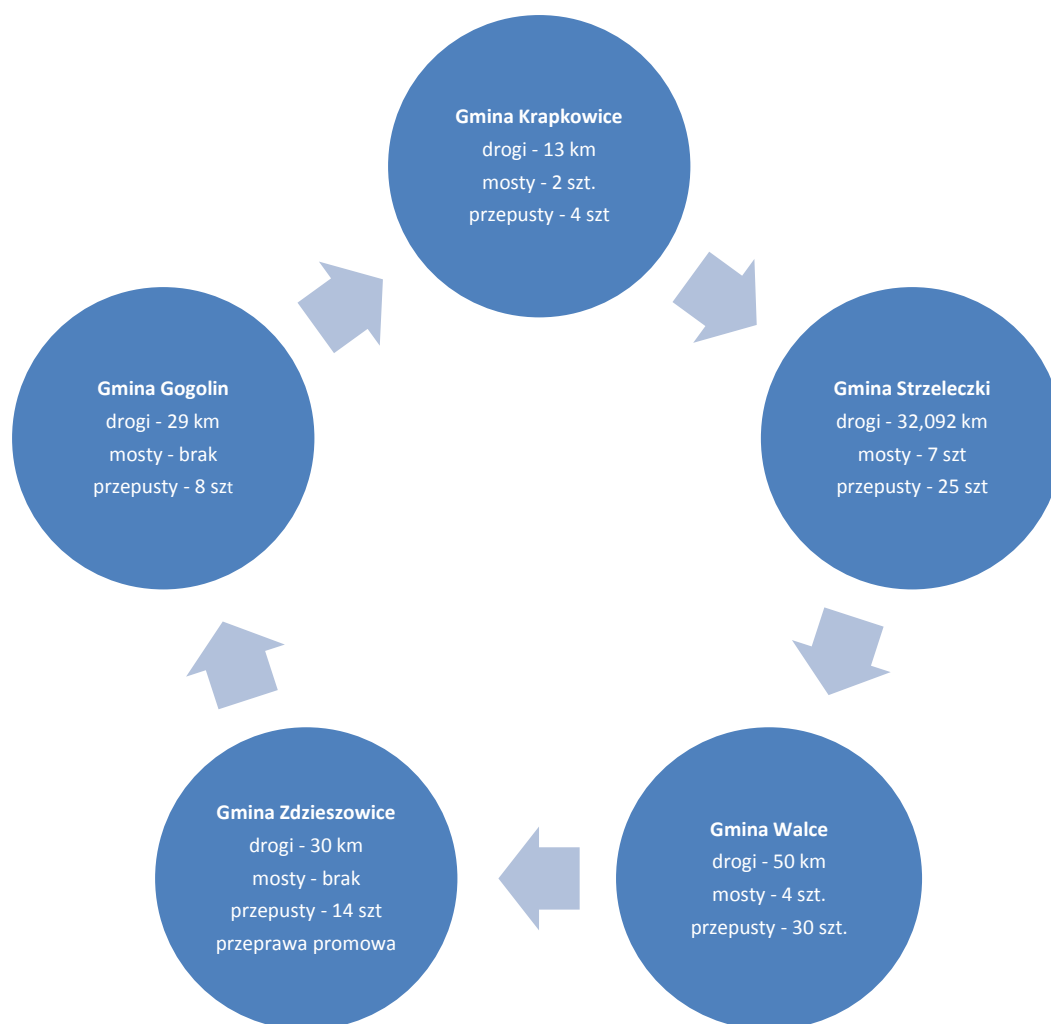 Gmina Krapkowice
drogi - 13 km
mosty - 2 szt.
przepusty - 4 szt
Gmina Strzeleczki
drogi - 32,092 km
mosty - 7 szt
przepusty - 25 szt
Gmina Walce
drogi - 50 km
mosty - 4 szt.
przepusty - 30 szt.
Gmina Zdzieszowice
drogi - 30 km
mosty - brak
przepusty - 14 szt
przeprawa promowa
Gmina Gogolin
drogi - 29 km
mosty - brak
przepusty - 8 szt